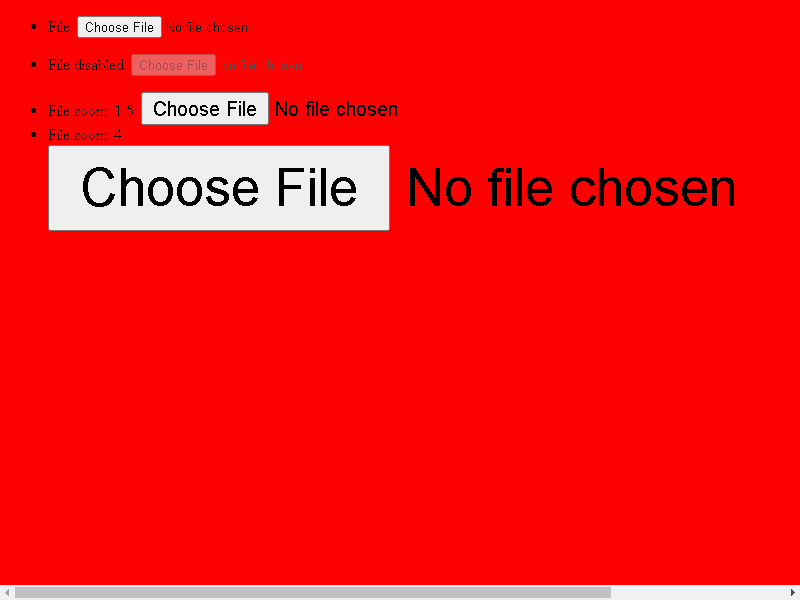 File: Choose File No file chosen
File disabled: Choose File No file chosen
File zoom: 1.5: Choose File No file chosen
File zoom: 4:
Choose File No file chosen